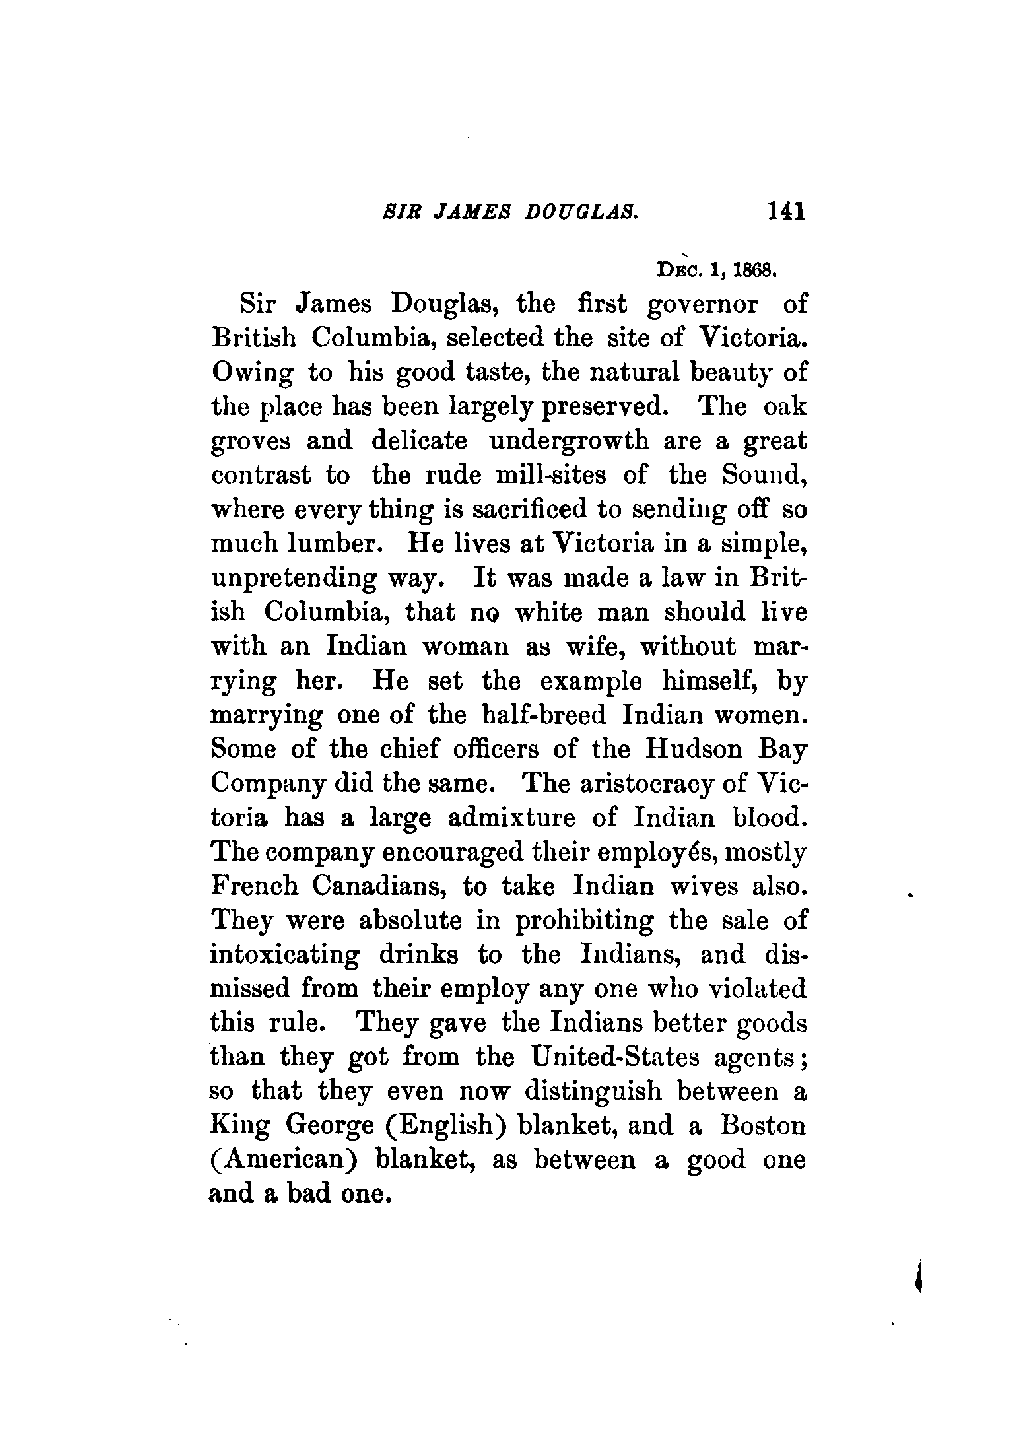 SIR JAMES DOUGLAS. 141
DEC. 1, 1868.
Sir James Douglas, the first governor of
British Columbia, selected the site of Victoria.
Owing to his good taste, the natural beauty of
the place has been largely preserved. The oak
groves and delicate undergrowth are a great
contrast to the rude mill-sites of the Sound,
where every thing is sacrificed to sending off so
much lumber. He lives at Victoria in a simple,
unpretending way. It was made a law in Brit-
ish Columbia, that no white man should live
with an Indian woman as wife, without mar-
rying her. He set the example himself, by
marrying one of the half-breed Indian women.
Some of the chief officers of the Hudson Bay
Company did the same. The aristocracy of Vic-
toria has a large admixture of Indian blood.
The company encouraged their employés, mostly
French Canadians, to take Indian wives also.
They were absolute in prohibiting the sale of
intoxicating drinks to the Indians, and dis-
missed from their employ any one who violated
this rule. They gave the Indians better goods
than they got from the United-States agents;
so that they even now distinguish between a
King George (English) blanket, and a Boston
(American) blanket, as between a good one
and a bad one.